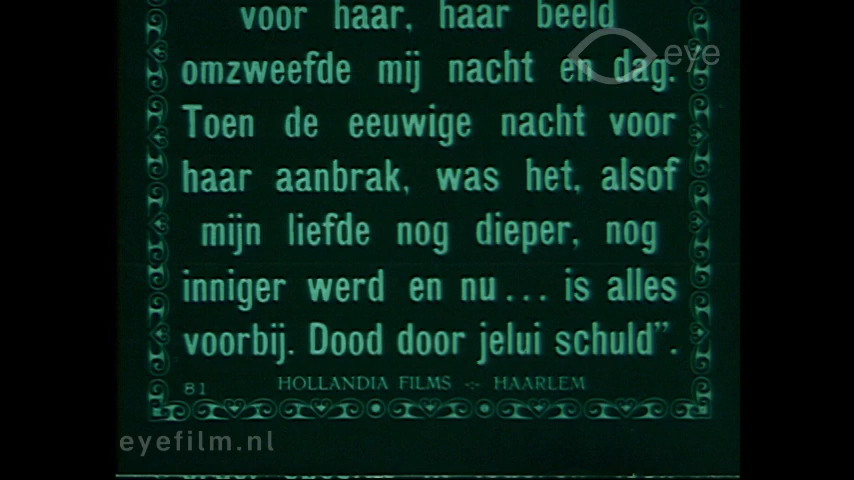 voor haar, haar beeld
eye
omzweefde mij nacht en dag.
Toen de eeuwige nacht voor
haar aanbrak, was het, alsof
mijn liefde nog dieper, nog
inniger werd en nu... is alles
voorbij. Dood door jelui schuld".
81 HOLLANDIA FILMS HAARLEM
eyefilm.nl